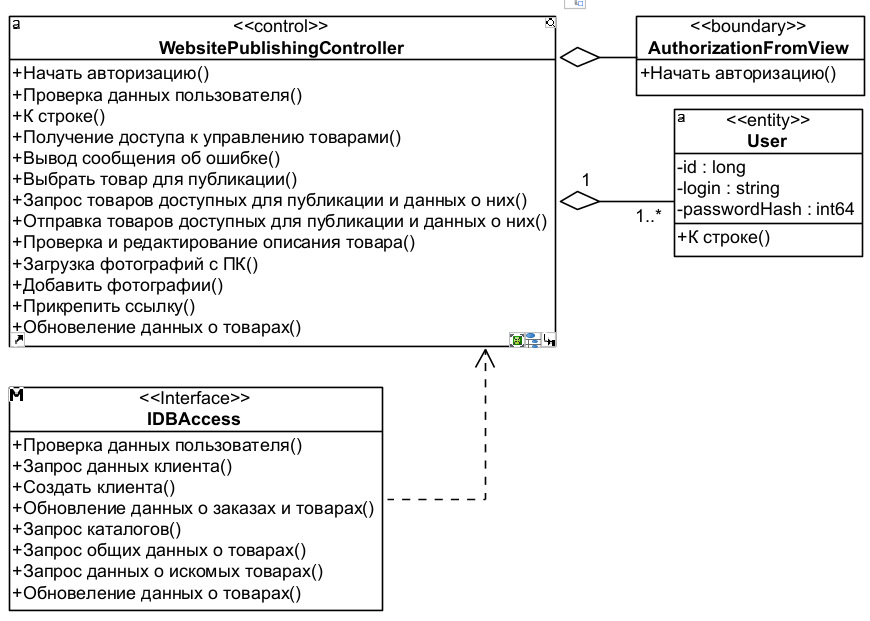 a
<<control>>
WebsitePublishingController
+Начать авторизацию()
+Проверка данных пользователя()
+К строке()
+Получение доступа к управлению товарами()
+Вывод сообщения об ошибке()
+Выбрать товар для публикации()
+Запрос товаров доступных для публикации и данных о них()
+Отправка товаров доступных для публикации и данных о них()
+Проверка и редактирование описания товара()
+Загрузка фотографий с ПК()
+Добавить фотографии()
+Прикрепить ссылку()
+Обновеление данных о товарах()
<<boundary>>
AuthorizationFromView
+Начать авторизацию()
a
<<entity>>
User
-id : long
-login : string
-passwordHash : int64
+К строке()
1
1..*
M
<<Interface>>
IDBAccess
+Проверка данных пользователя()
+Запрос данных клиента()
+Создать клиента()
+Обновление данных о заказах и товарах()
+Запрос каталогов()
+Запрос общих данных о товарах()
+Запрос данных о искомых товарах()
+Обновеление данных о товарах()